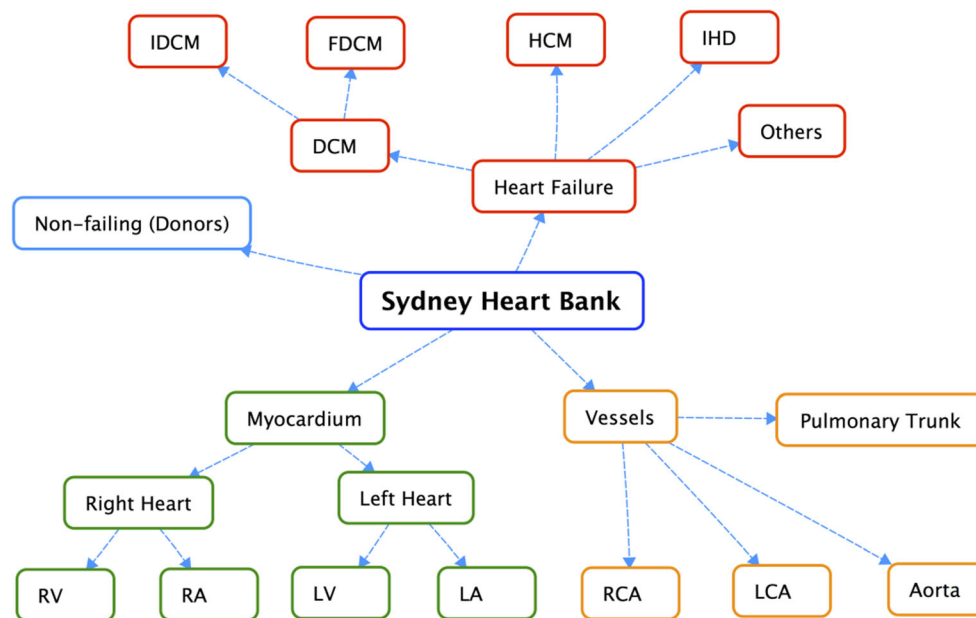 IDCM
FDCM
HCM
IHD
DCM
Others
Heart Failure
Non-failing (Donors)
Sydney Heart Bank
Myocardium
Vessels
Pulmonary Trunk
Right Heart
Left Heart
RV
RA
LV
LA
RCA
LCA
Aorta